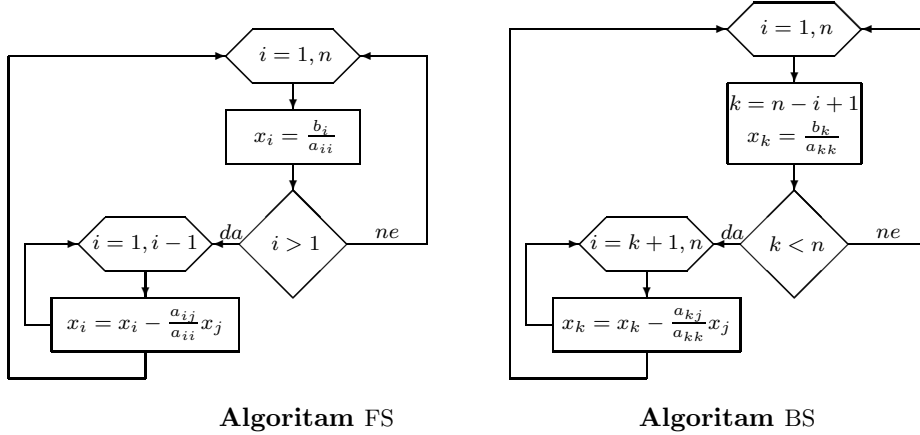 i = 1, n
x_i = b_i / a_ii
i > 1
da
ne
i = 1, i − 1
x_i = x_i − a_ij / a_ii x_j
Algoritam FS
i = 1, n
k = n − i + 1
x_k = b_k / a_kk
k < n
da
ne
i = k + 1, n
x_k = x_k − a_kj / a_kk x_j
Algoritam BS